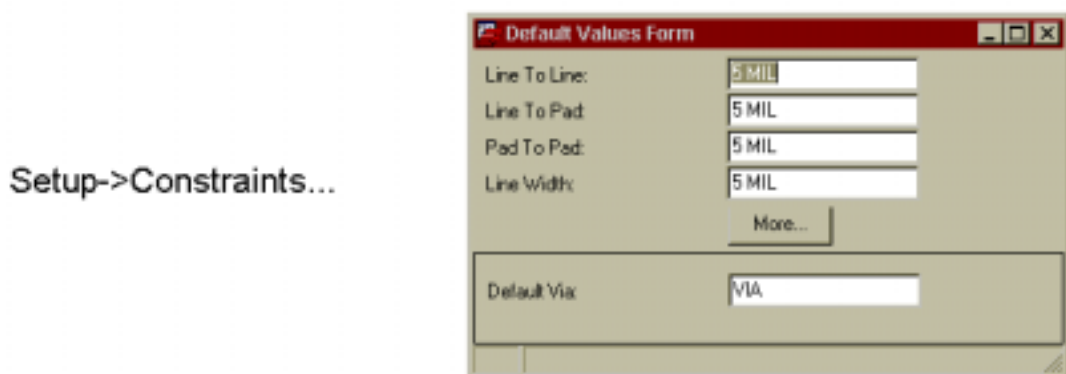 Default Values Form
Line To Line: 5 MIL
Line To Pad: 5 MIL
Pad To Pad: 5 MIL
Setup->Constraints...
Line Width: 5 MIL
More...
Default Via: VIA